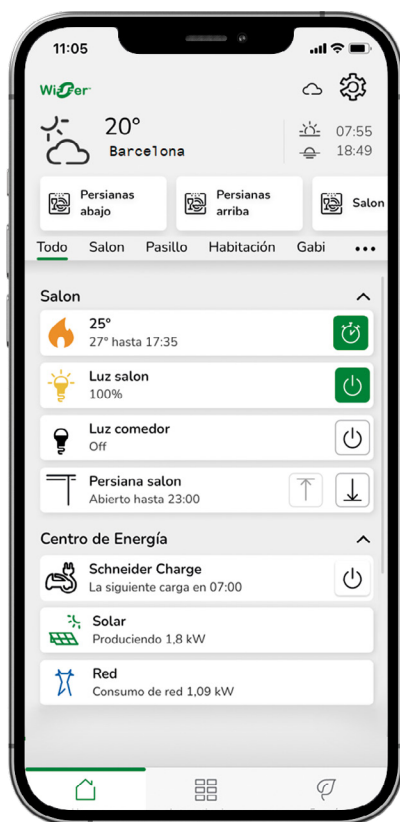 11:05
Wiser
20°
Barcelona
07:55
18:49
Persianas
abajo
Persianas
arriba
Salon
Todo Salon Pasillo Habitación Gabi
Salon
25°
27° hasta 17:35
Luz salon
100%
Luz comedor
Off
Persiana salon
Abierto hasta 23:00
Centro de Energía
Schneider Charge
La siguiente carga en 07:00
Solar
Produciendo 1,8 kW
Red
Consumo de red 1,09 kW